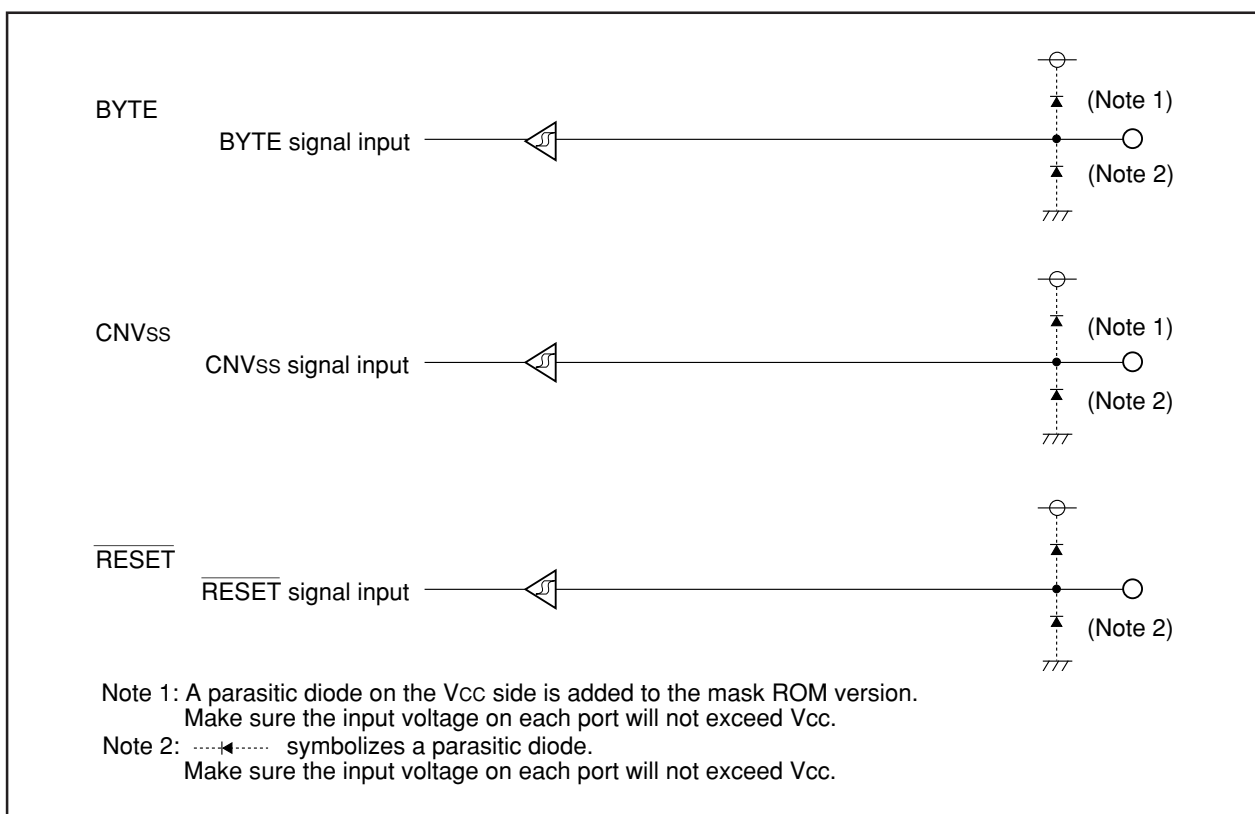 BYTE
BYTE signal input
(Note 1)
(Note 2)
CNVss
CNVss signal input
(Note 1)
(Note 2)
RESET
RESET signal input
(Note 2)
Note 1: A parasitic diode on the VCC side is added to the mask ROM version.
Make sure the input voltage on each port will not exceed Vcc.
Note 2: symbolizes a parasitic diode.
Make sure the input voltage on each port will not exceed Vcc.